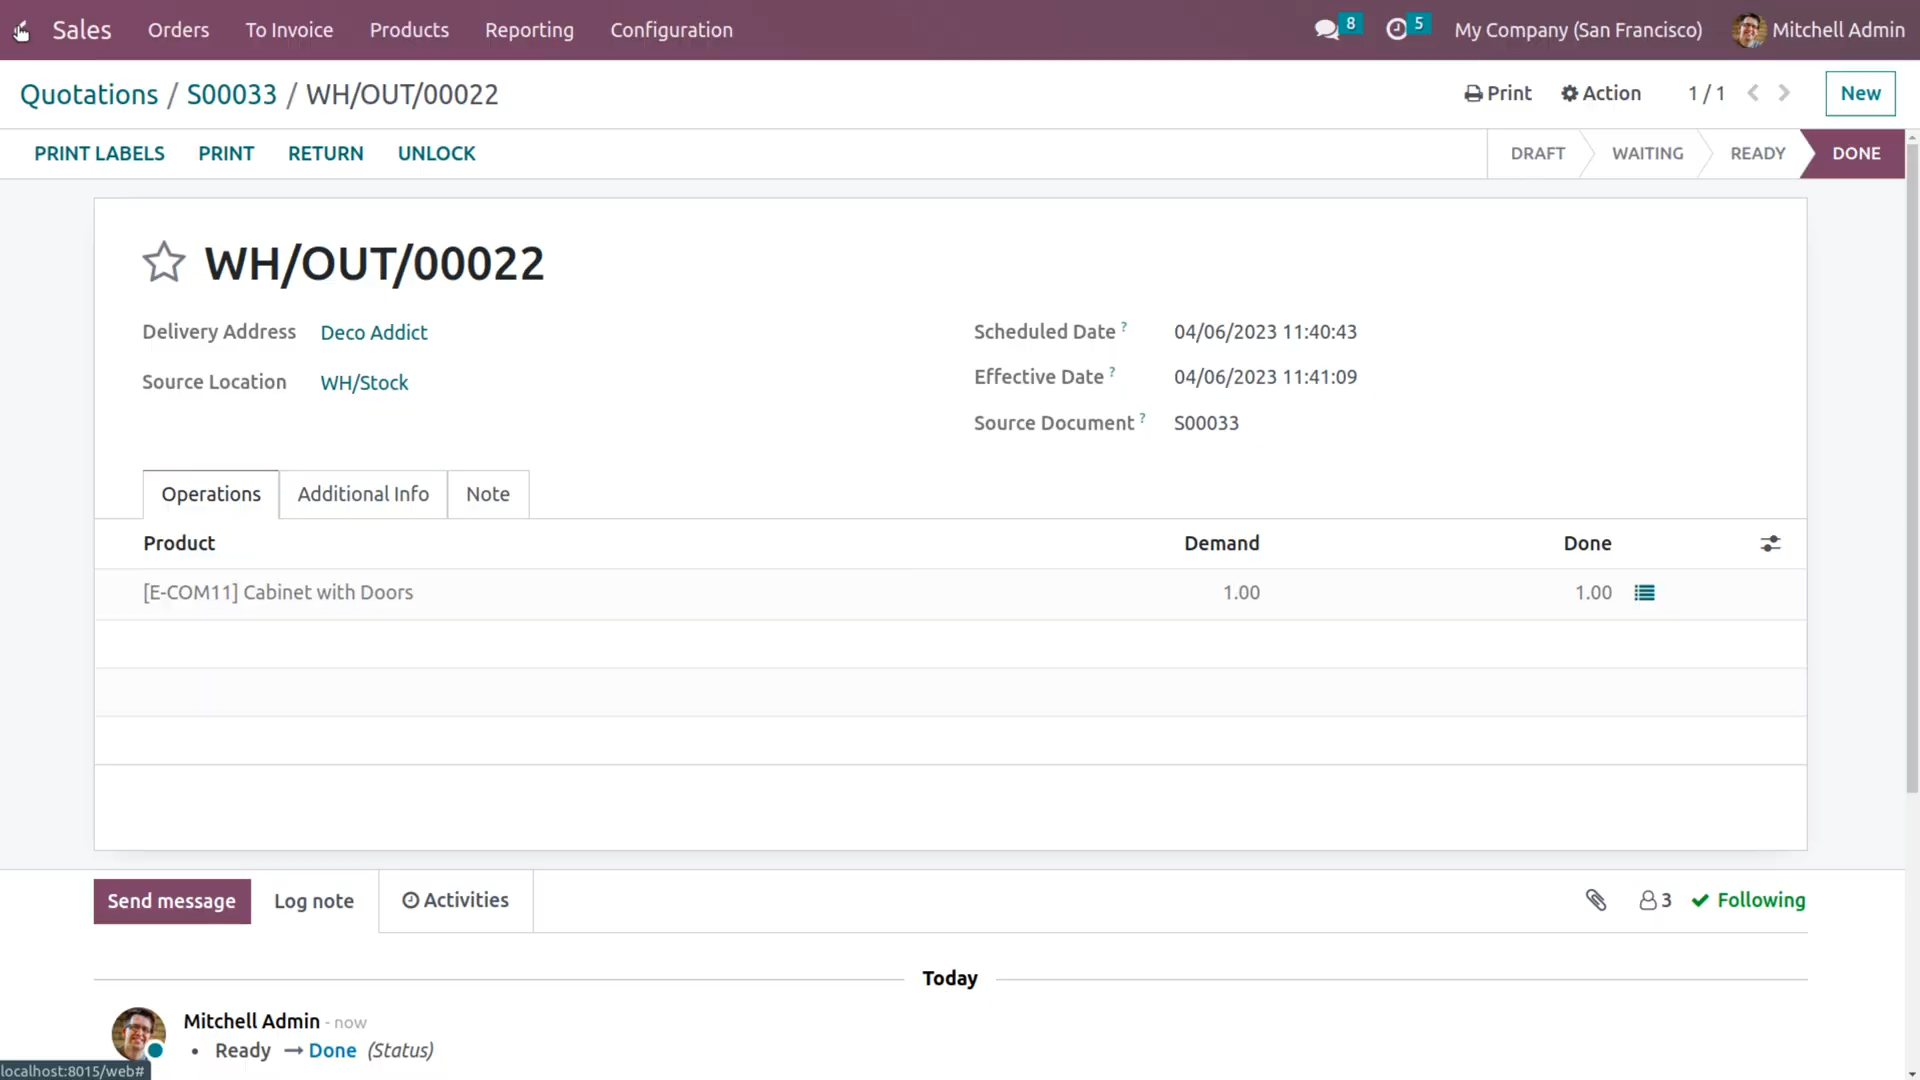 Sales Orders To Invoice Products Reporting Configuration 8 5 My Company (San Francisco) Mitchell Admin
Quotations / S00033 / WH/OUT/00022 Print Action 1 / 1 New
PRINT LABELS PRINT RETURN UNLOCK DRAFT WAITING READY DONE
WH/OUT/00022
Delivery Address Deco Addict Scheduled Date ? 04/06/2023 11:40:43
Source Location WH/Stock Effective Date ? 04/06/2023 11:41:09
Source Document ? S00033
Operations Additional Info Note
Product Demand Done
[E-COM11] Cabinet with Doors 1.00 1.00
Send message Log note Activities 3 Following
Today
Mitchell Admin - now
• Ready → Done (Status)
localhost:8015/web#